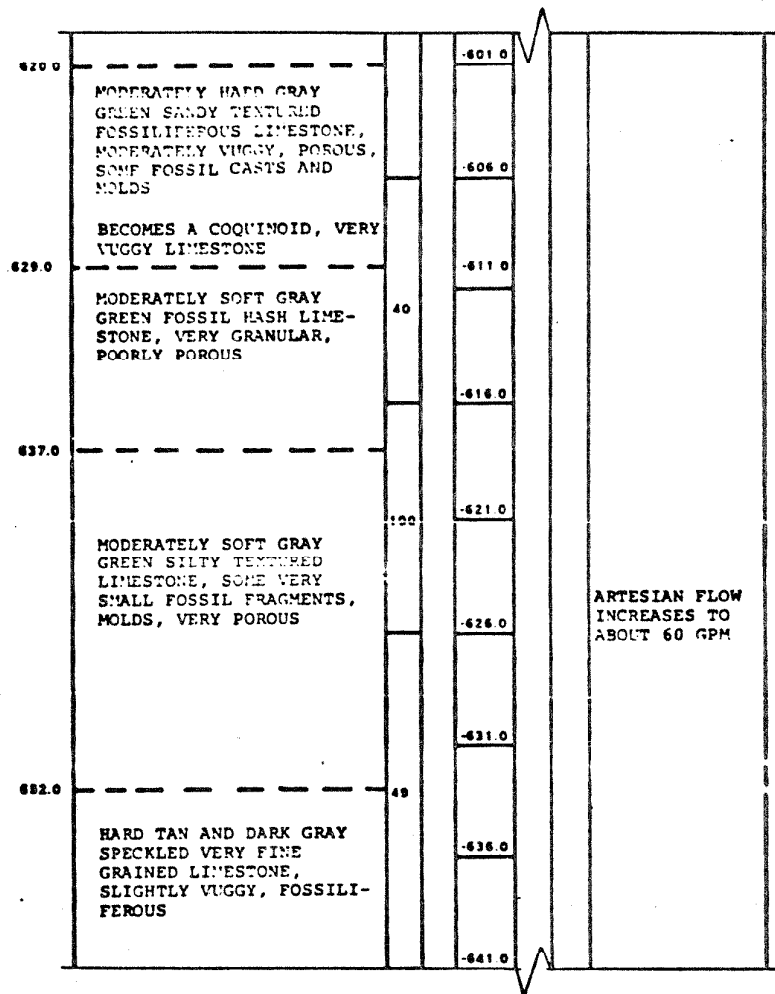 620.0
MODERATELY HARD GRAY
GREEN SANDY TEXTURED
FOSSILIFEROUS LIMESTONE,
MODERATELY VUGGY, POROUS,
SOME FOSSIL CASTS AND
MOLDS
BECOMES A COQUINOID, VERY
VUGGY LIMESTONE
629.0
MODERATELY SOFT GRAY
GREEN FOSSIL HASH LIME-
STONE, VERY GRANULAR,
POORLY POROUS
637.0
MODERATELY SOFT GRAY
GREEN SILTY TEXTURED
LIMESTONE, SOME VERY
SMALL FOSSIL FRAGMENTS,
MOLDS, VERY POROUS
652.0
HARD TAN AND DARK GRAY
SPECKLED VERY FINE
GRAINED LIMESTONE,
SLIGHTLY VUGGY, FOSSILI-
FEROUS
40
100
49
-601.0
-606.0
-611.0
-616.0
-621.0
-626.0
-631.0
-636.0
-641.0
ARTESIAN FLOW
INCREASES TO
ABOUT 60 GPM